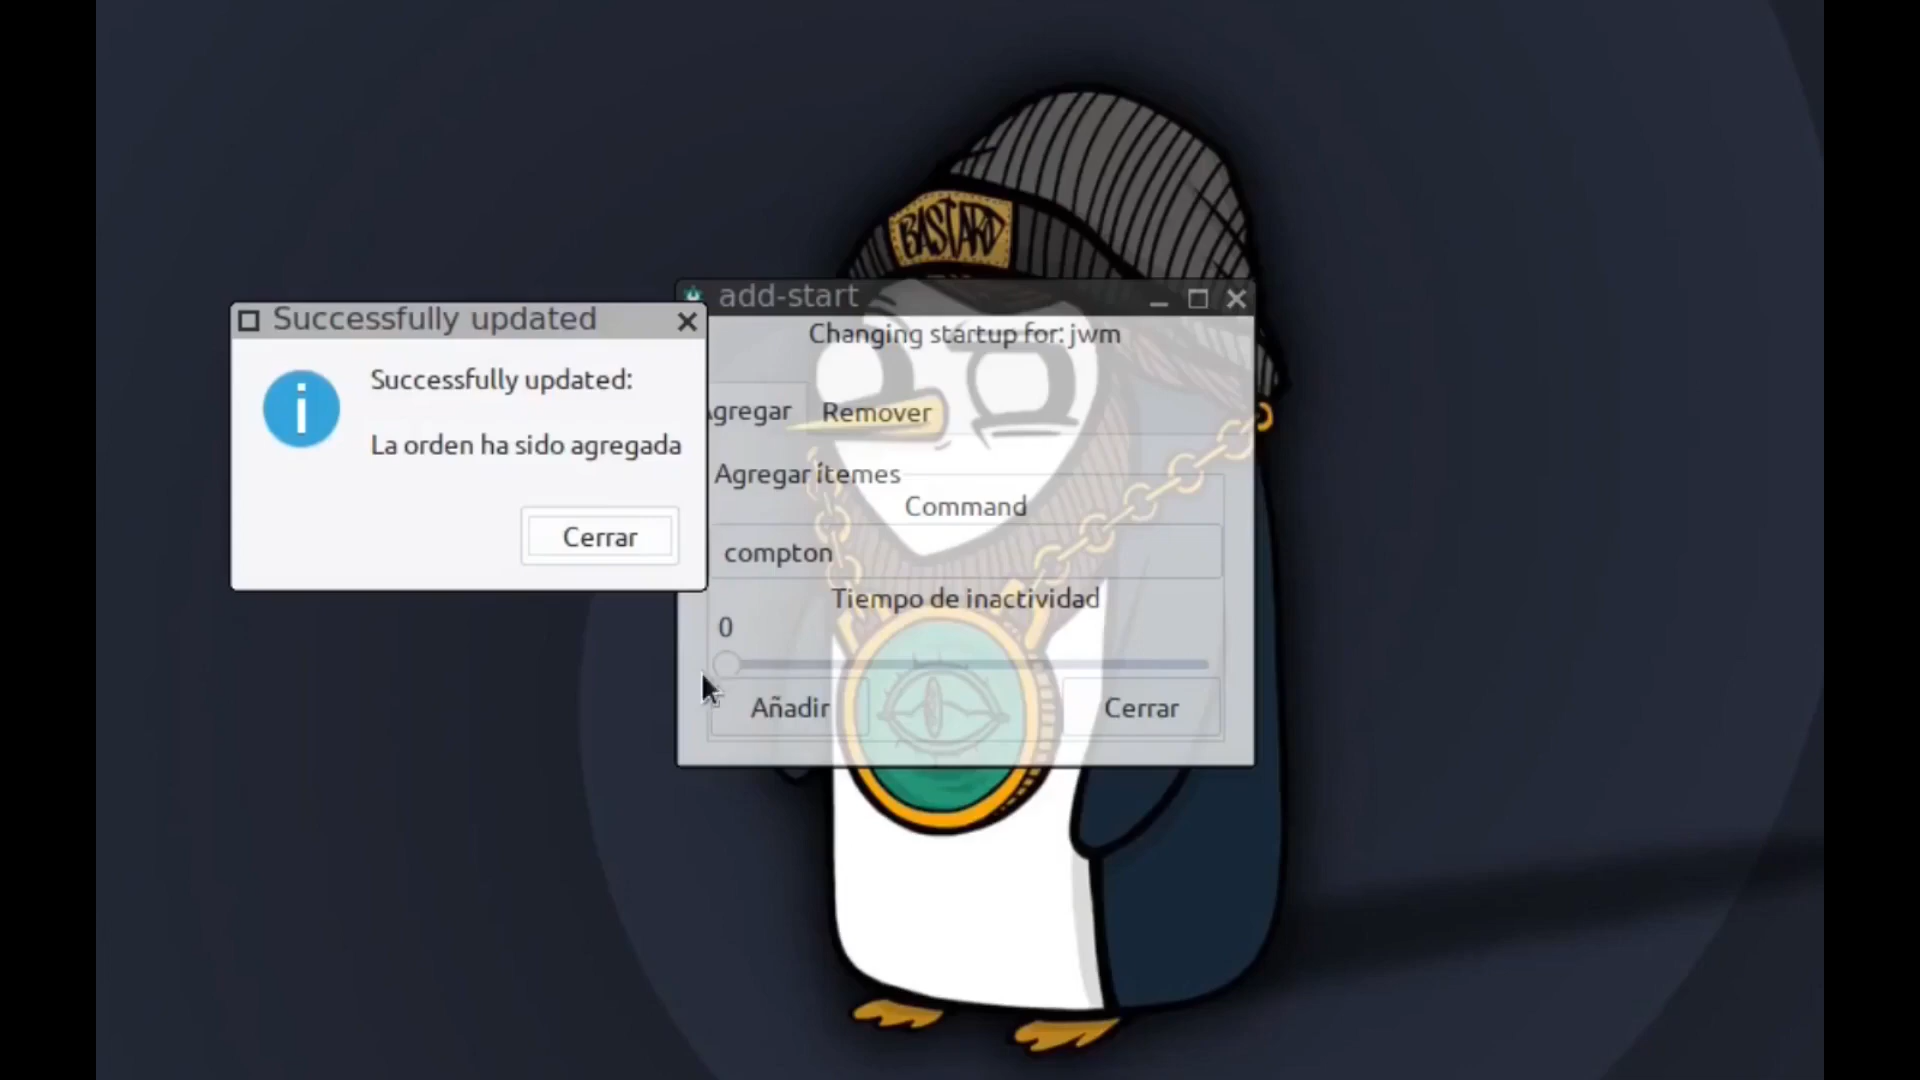 BASTARD
add-start
Changing startup for: jwm
Successfully updated
Successfully updated:
La orden ha sido agregada
Cerrar
Agregar Remover
Agregar ítemes
Command
compton
Tiempo de inactividad
0
Añadir Cerrar